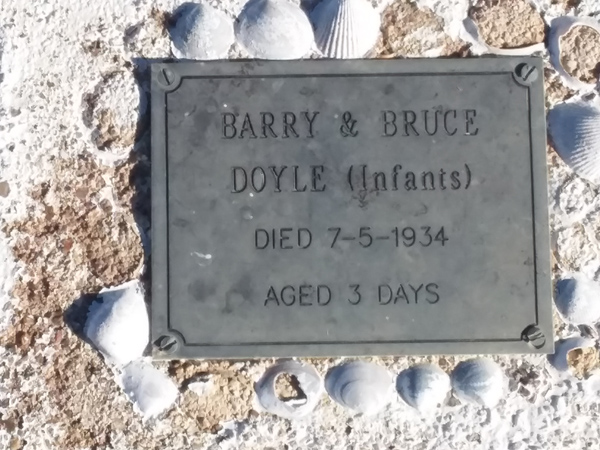 BARRY & BRUCE
DOYLE (Infants)
DIED 7-5-1934
AGED 3 DAYS